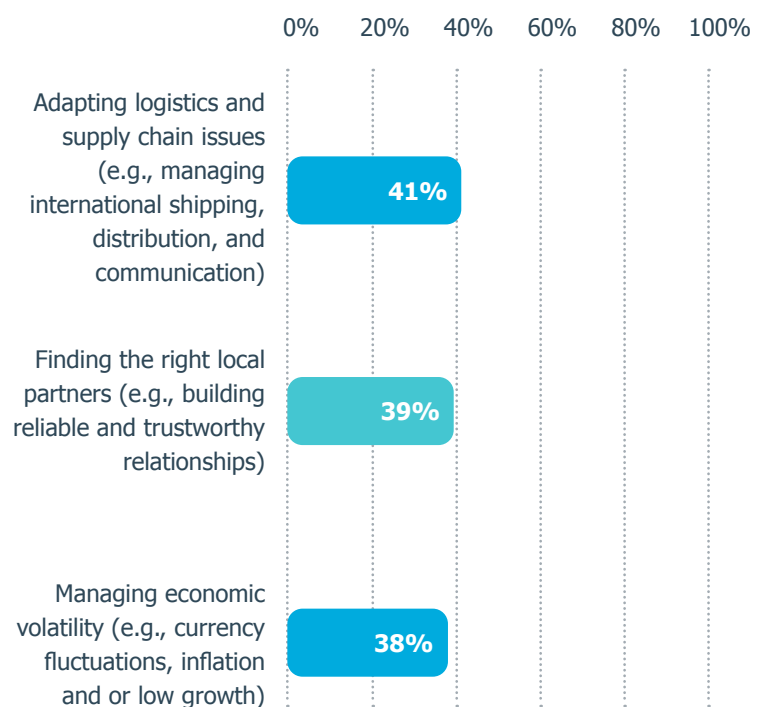 0% 20% 40% 60% 80% 100%
Adapting logistics and
supply chain issues
(e.g., managing
international shipping,
distribution, and
communication)
41%
Finding the right local
partners (e.g., building
reliable and trustworthy
relationships)
39%
Managing economic
volatility (e.g., currency
fluctuations, inflation
and or low growth)
38%